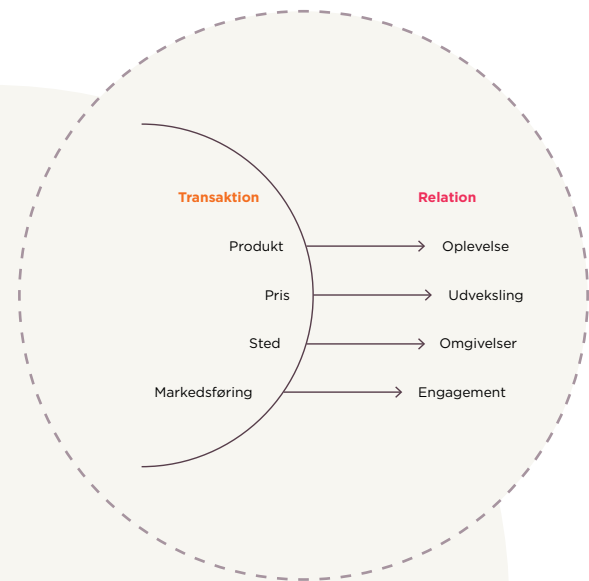 Transaktion Relation
Produkt Oplevelse
Pris Udveksling
Sted Omgivelser
Markedsføring Engagement